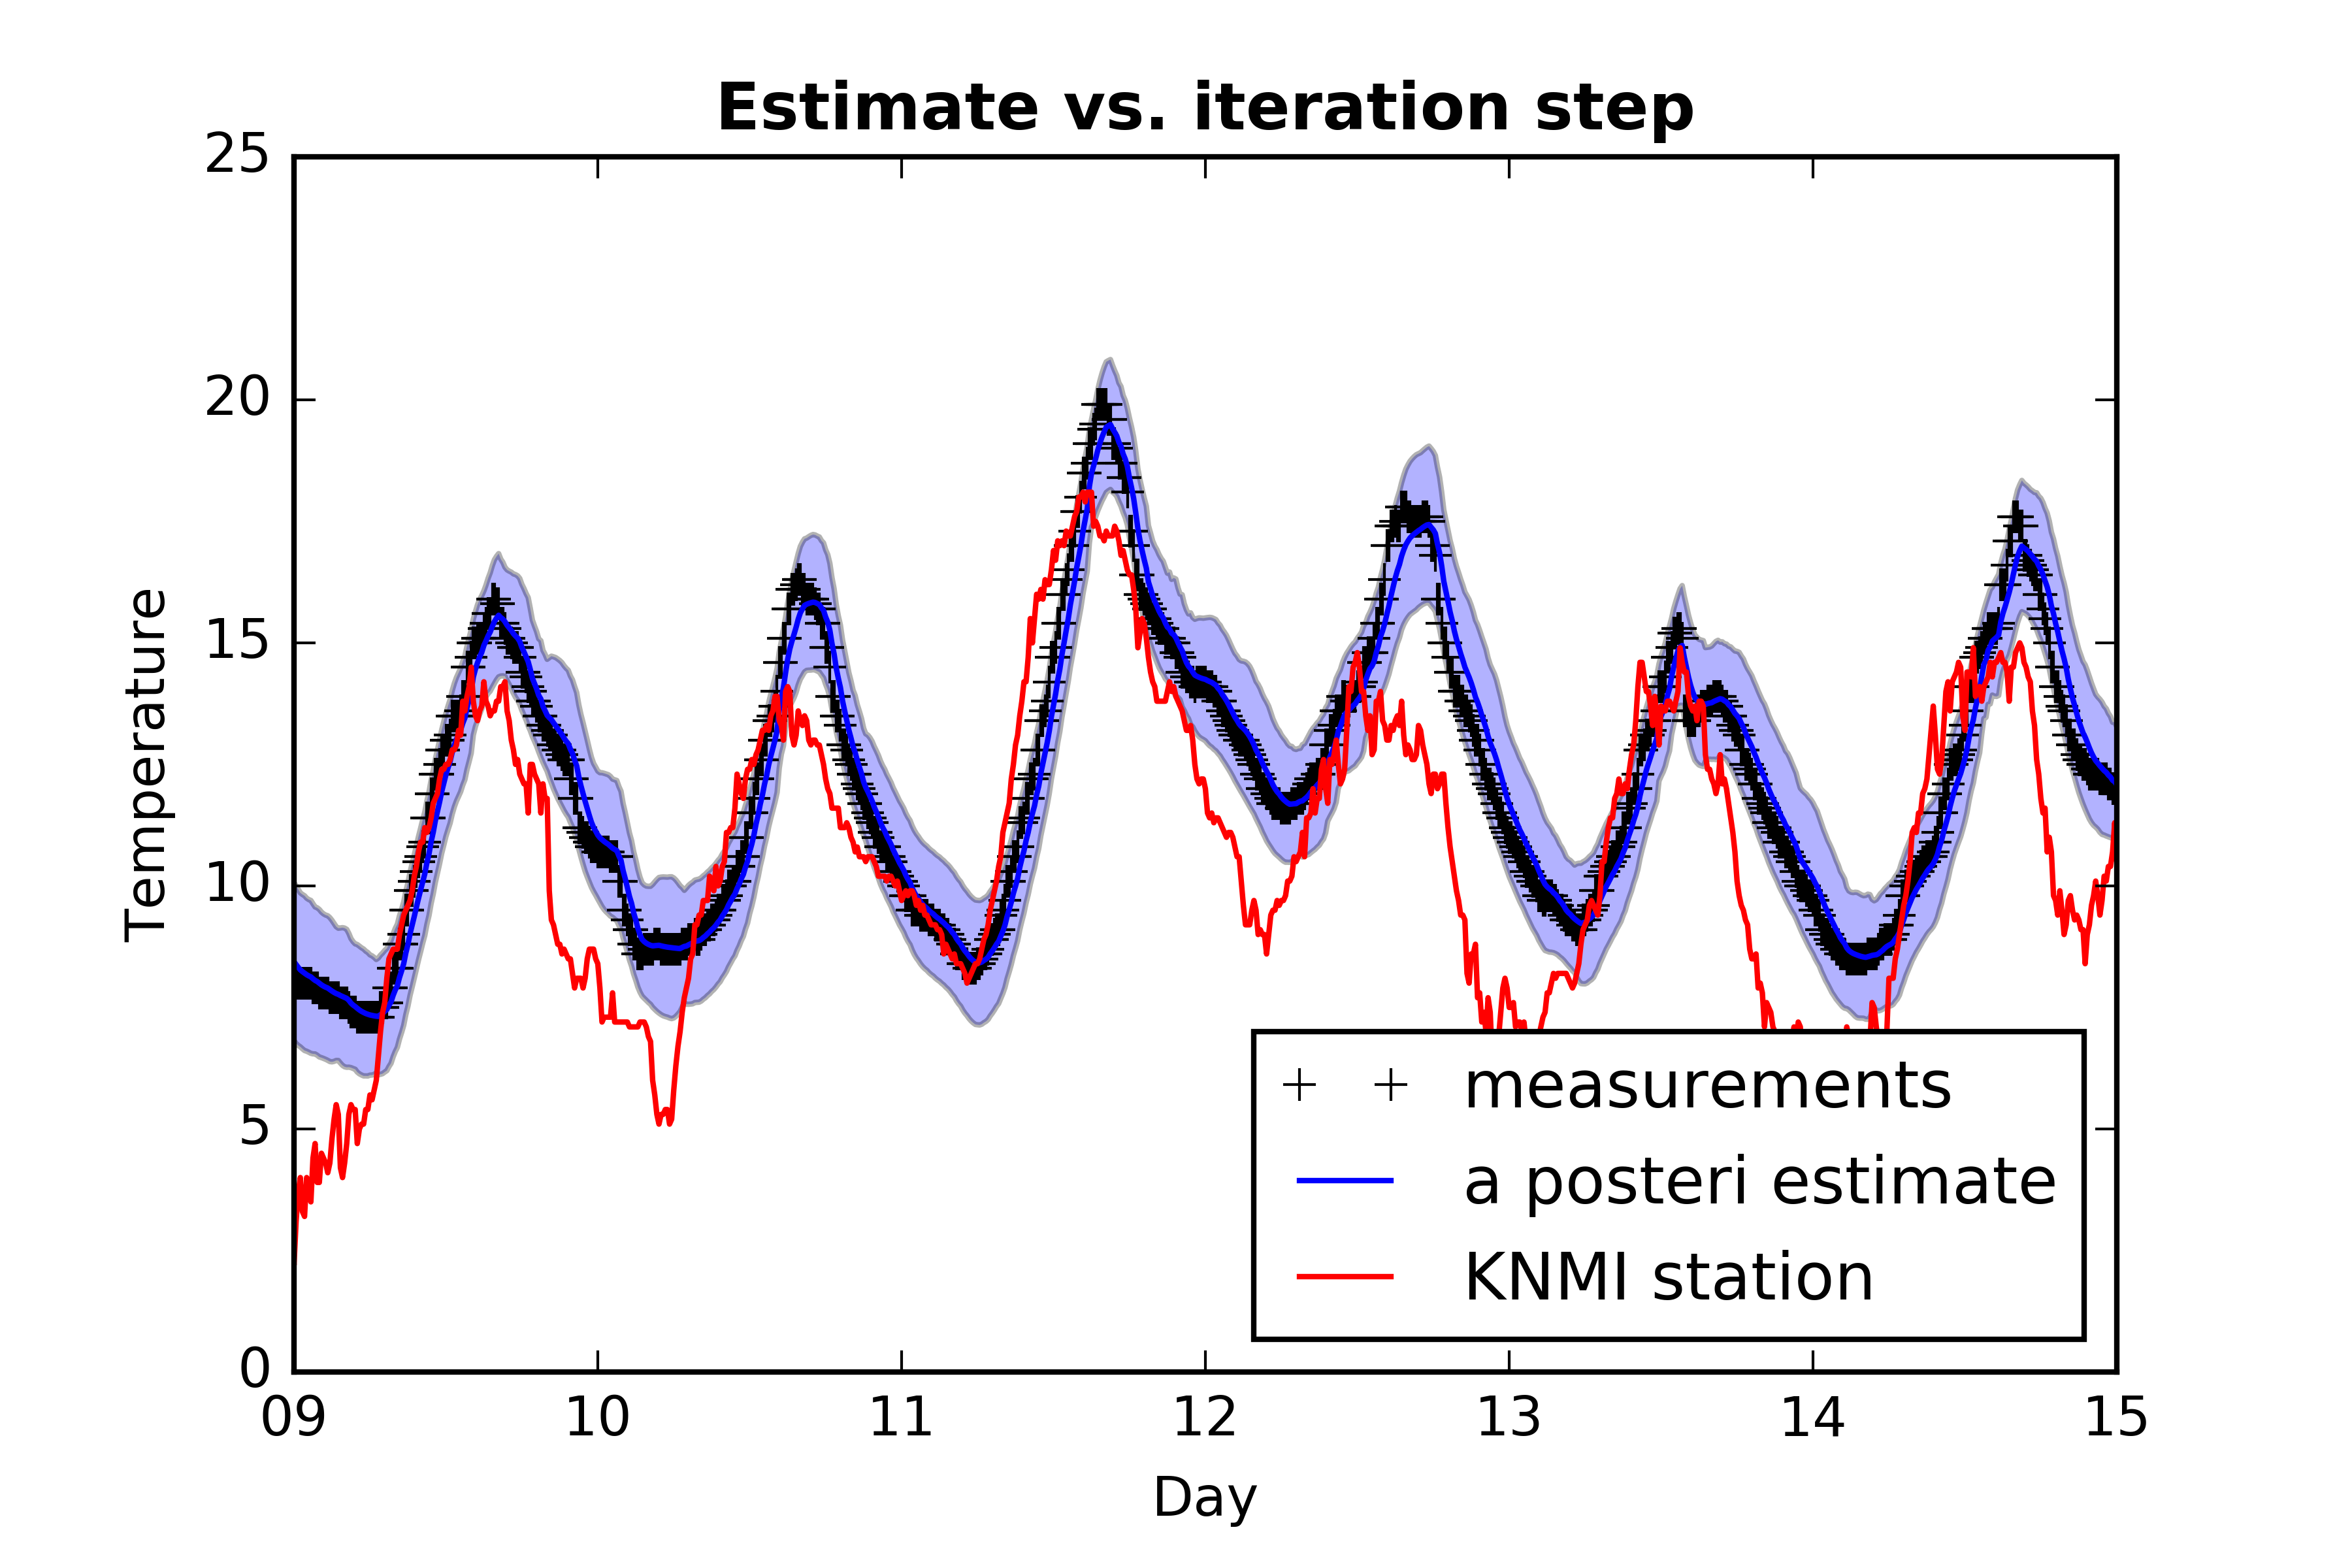 Estimate vs. iteration step
25
20
15
10
5
0
Temperature
09 10 11 12 13 14 15
Day
measurements
a posteri estimate
KNMI station